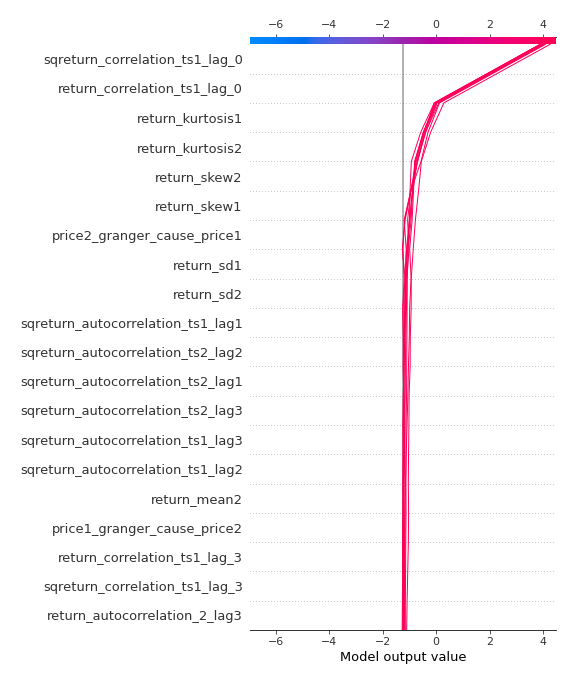 −6 −4 −2 0 2 4
sqreturn_correlation_ts1_lag_0
return_correlation_ts1_lag_0
return_kurtosis1
return_kurtosis2
return_skew2
return_skew1
price2_granger_cause_price1
return_sd1
return_sd2
sqreturn_autocorrelation_ts1_lag1
sqreturn_autocorrelation_ts2_lag2
sqreturn_autocorrelation_ts2_lag1
sqreturn_autocorrelation_ts2_lag3
sqreturn_autocorrelation_ts1_lag3
sqreturn_autocorrelation_ts1_lag2
return_mean2
price1_granger_cause_price2
return_correlation_ts1_lag_3
sqreturn_correlation_ts1_lag_3
return_autocorrelation_2_lag3
−6 −4 −2 0 2 4
Model output value